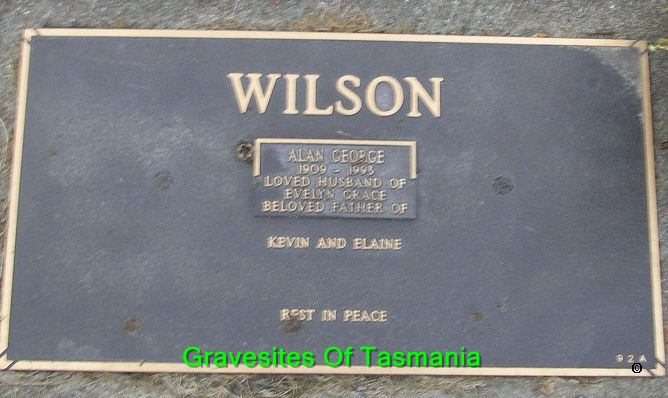 WILSON
ALAN GEORGE
1909 - 1993
LOVED HUSBAND OF
EVELYN GRACE
BELOVED FATHER OF
KEVIN AND ELAINE
REST IN PEACE
Gravesites Of Tasmania
92A
©